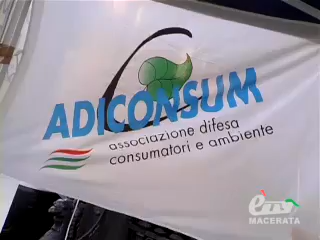 ADICONSUM
associazione difesa
consumatori e ambiente
MACERATA